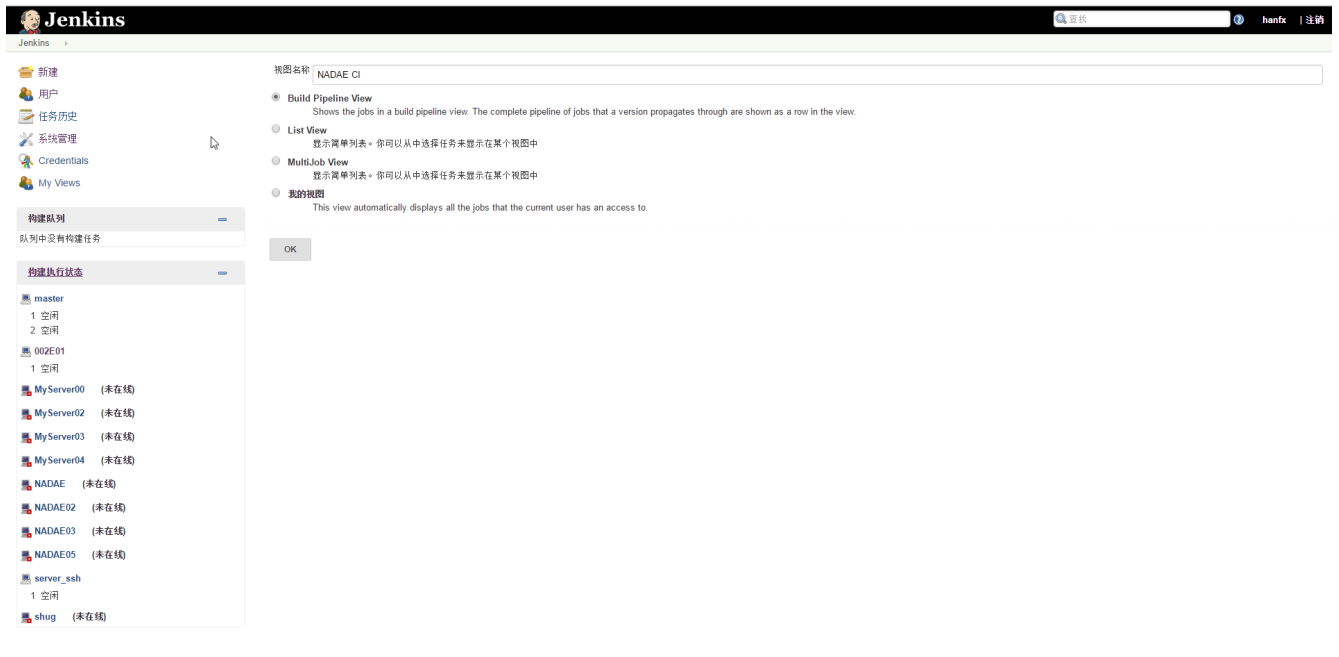 Jenkins
查找
hanfx | 注销
Jenkins
新建
用户
任务历史
系统管理
Credentials
My Views
构建队列
队列中没有构建任务
构建执行状态
master
1 空闲
2 空闲
002E01
1 空闲
MyServer00 (未在线)
MyServer02 (未在线)
MyServer03 (未在线)
MyServer04 (未在线)
NADAE (未在线)
NADAE02 (未在线)
NADAE03 (未在线)
NADAE05 (未在线)
server_ssh
1 空闲
shug (未在线)
视图名称 NADAE CI
Build Pipeline View
Shows the jobs in a build pipeline view. The complete pipeline of jobs that a version propagates through are shown as a row in the view.
List View
显示简单列表。你可以从中选择任务来显示在某个视图中
MultiJob View
显示简单列表。你可以从中选择任务来显示在某个视图中
我的视图
This view automatically displays all the jobs that the current user has an access to.
OK